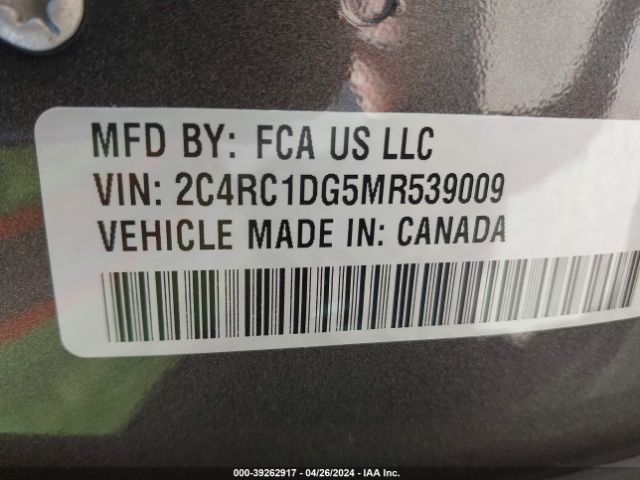 MFD BY: FCA US LLC
VIN: 2C4RC1DG5MR539009
VEHICLE MADE IN: CANADA
000-39262917 - 04/26/2024 - IAA Inc.